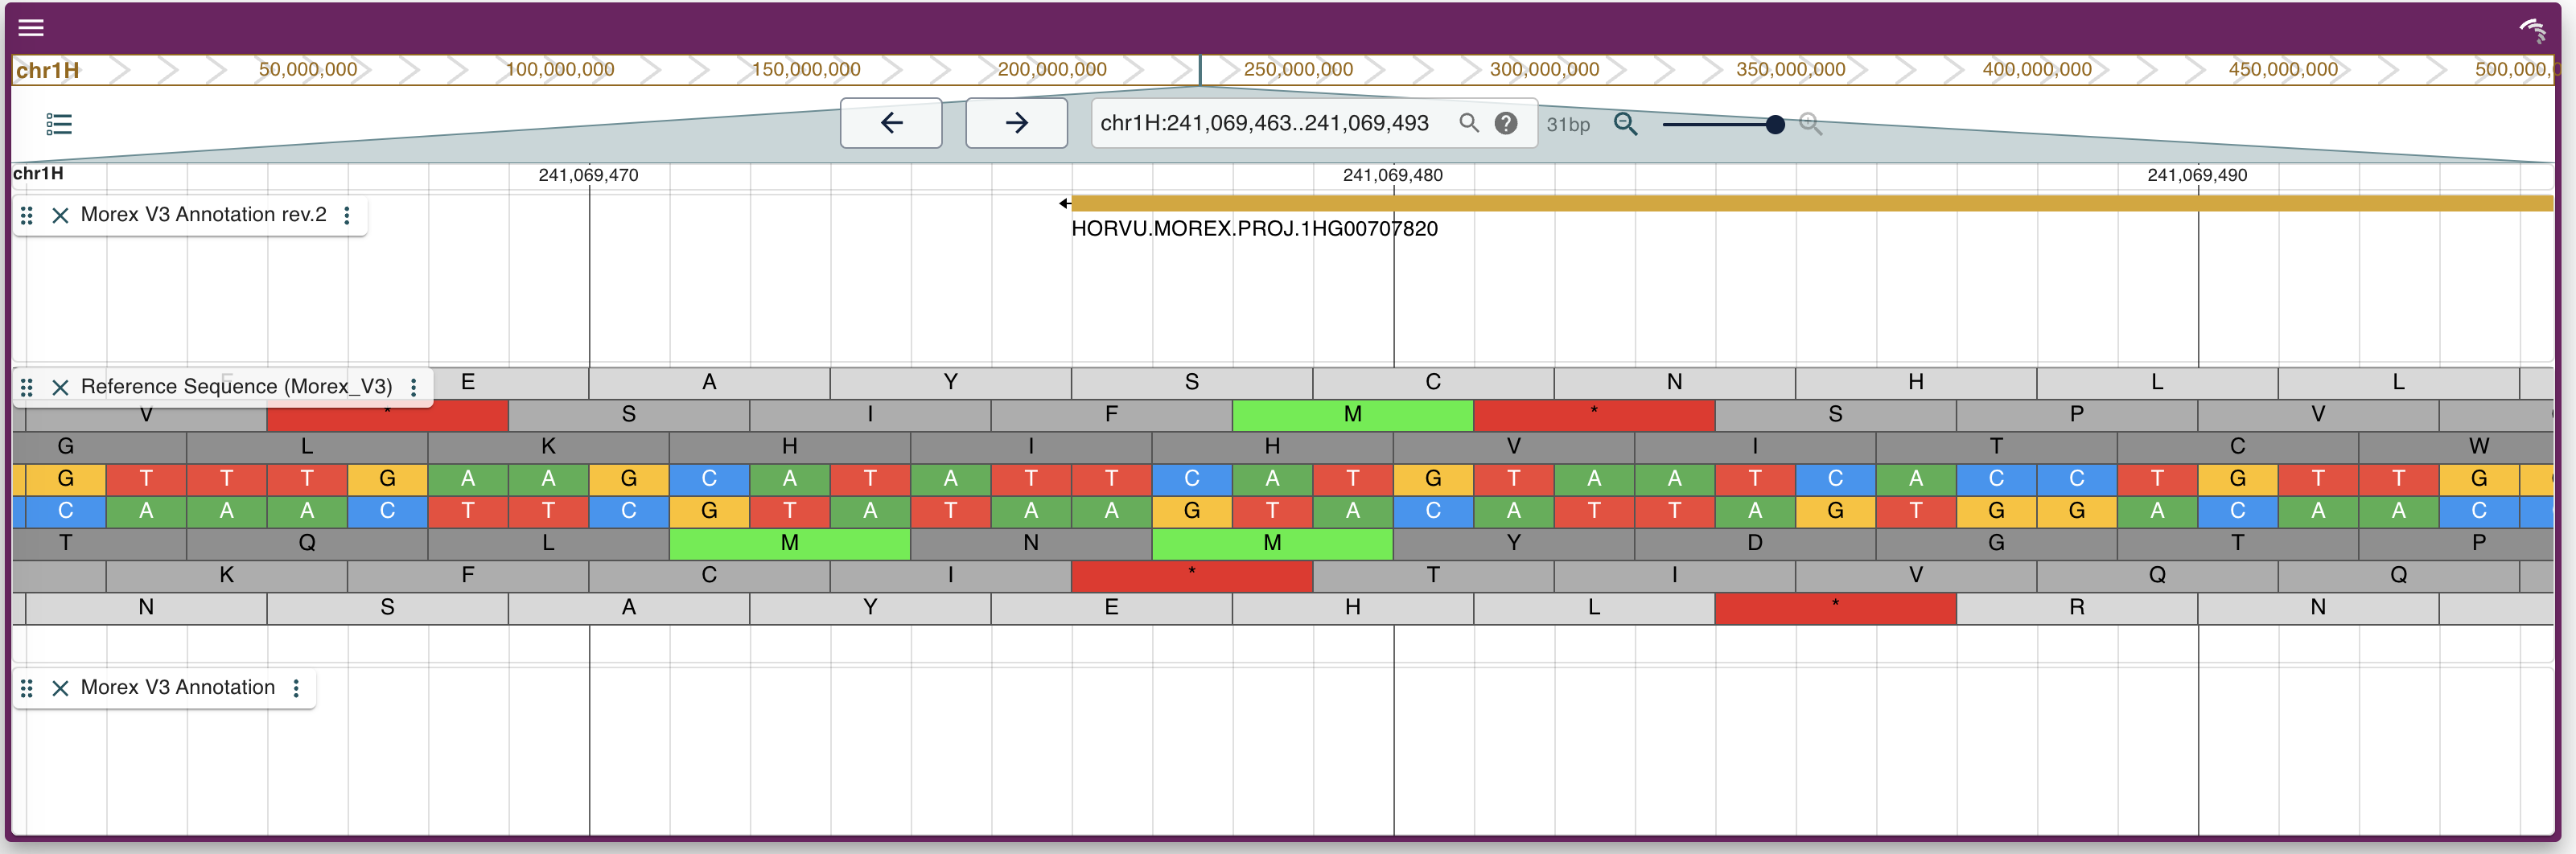 chr1H 50,000,000 100,000,000 150,000,000 200,000,000 250,000,000 300,000,000 350,000,000 400,000,000 450,000,000 500,000,0
chr1H:241,069,463..241,069,493 ? 31bp
chr1H 241,069,470 241,069,480 241,069,490
Morex V3 Annotation rev.2
HORVU.MOREX.PROJ.1HG00707820
Reference Sequence (Morex_V3) E A Y S C N H L L
V * S I F M * S P V
G L K H I H V I T C W
G T T T G A A G C A T A T T C A T G T A A T C A C C T G T T G
C A A A C T T C G T A T A A G T A C A T T A G T G G A C A A C
T Q L M N M Y D G T P
K F C I * T I V Q Q
N S A Y E H L * R N
Morex V3 Annotation